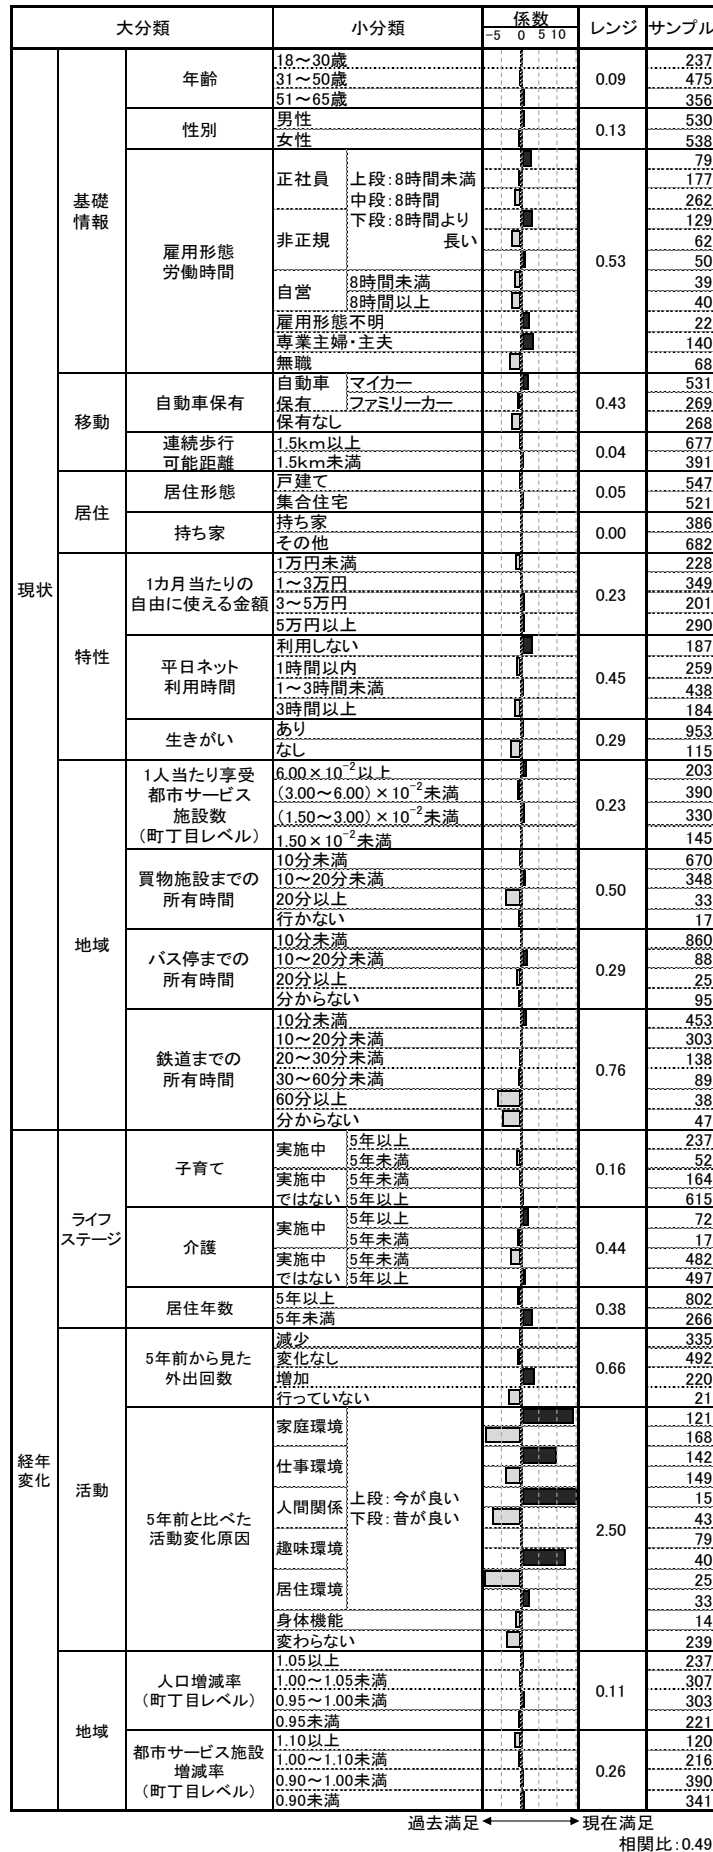 大分類 小分類 係数 レンジ サンプル
-5 0 5 10
現状
基礎情報
年齢 0.09
18～30歳 237
31～50歳 475
51～65歳 356
性別 0.13
男性 530
女性 538
雇用形態
労働時間 0.53
正社員 上段：8時間未満 79
中段：8時間 177
下段：8時間より 262
長い
非正規 129
62
50
自営 8時間未満 39
8時間以上 40
雇用形態不明 22
専業主婦・主夫 140
無職 68
移動
自動車保有 0.43
自動車 マイカー 531
保有 ファミリーカー 269
保有なし 268
連続歩行
可能距離 0.04
1.5km以上 677
1.5km未満 391
居住
居住形態 0.05
戸建て 547
集合住宅 521
持ち家 0.00
持ち家 386
その他 682
特性
1カ月当たりの
自由に使える金額 0.23
1万円未満 228
1～3万円 349
3～5万円 201
5万円以上 290
平日ネット
利用時間 0.45
利用しない 187
1時間以内 259
1～3時間未満 438
3時間以上 184
生きがい 0.29
あり 953
なし 115
地域
1人当たり享受
都市サービス
施設数
（町丁目レベル） 0.23
6.00×10⁻²以上 203
(3.00～6.00)×10⁻²未満 390
(1.50～3.00)×10⁻²未満 330
1.50×10⁻²未満 145
買物施設までの
所有時間 0.50
10分未満 670
10～20分未満 348
20分以上 33
行かない 17
バス停までの
所有時間 0.29
10分未満 860
10～20分未満 88
20分以上 25
分からない 95
鉄道までの
所有時間 0.76
10分未満 453
10～20分未満 303
20～30分未満 138
30～60分未満 89
60分以上 38
分からない 47
経年
変化
ライフ
ステージ
子育て 0.16
実施中 5年以上 237
5年未満 52
実施中 164
ではない 5年以上 615
介護 0.44
実施中 5年以上 72
5年未満 17
実施中 5年未満 482
ではない 5年以上 497
居住年数 0.38
5年以上 802
5年未満 266
活動
5年前から見た
外出回数 0.66
減少 335
変化なし 492
増加 220
行っていない 21
5年前と比べた
活動変化原因 2.50
上段：今が良い
下段：昔が良い
家庭環境 121
168
仕事環境 142
149
人間関係 15
43
趣味環境 79
40
居住環境 25
33
身体機能 14
変わらない 239
地域
人口増減率
（町丁目レベル） 0.11
1.05以上 237
1.00～1.05未満 307
0.95～1.00未満 303
0.95未満 221
都市サービス施設
増減率
（町丁目レベル） 0.26
1.10以上 120
1.00～1.10未満 216
0.90～1.00未満 390
0.90未満 341
過去満足 現在満足
相関比：0.49